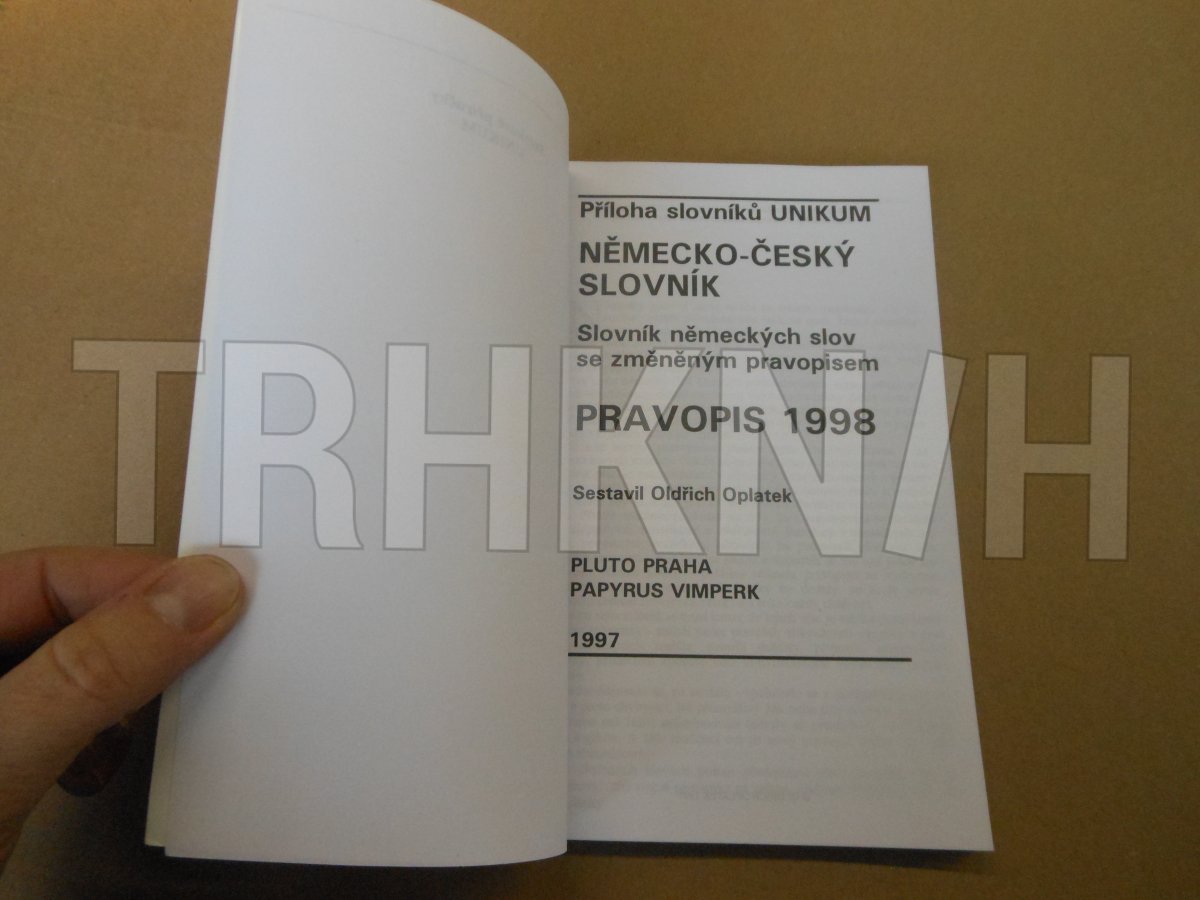 Příloha slovníků UNIKUM
NĚMECKO-ČESKÝ
SLOVNÍK
Slovník německých slov
se změněným pravopisem
PRAVOPIS 1998
Sestavil Oldřich Oplatek
PLUTO PRAHA
PAPYRUS VIMPERK
1997
TRHKN/H